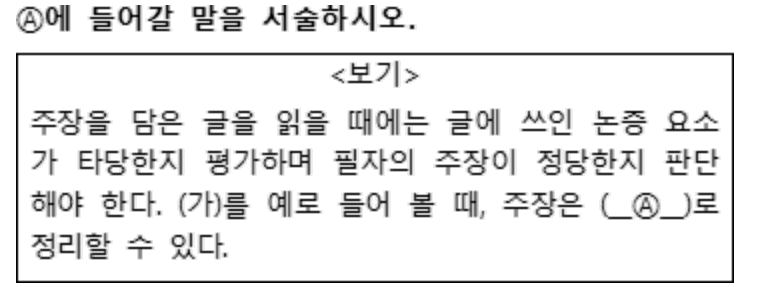 Ⓐ에 들어갈 말을 서술하시오.
<보기>
주장을 담은 글을 읽을 때에는 글에 쓰인 논증 요소
가 타당한지 평가하며 필자의 주장이 정당한지 판단
해야 한다. (가)를 예로 들어 볼 때, 주장은 (_Ⓐ_)로
정리할 수 있다.